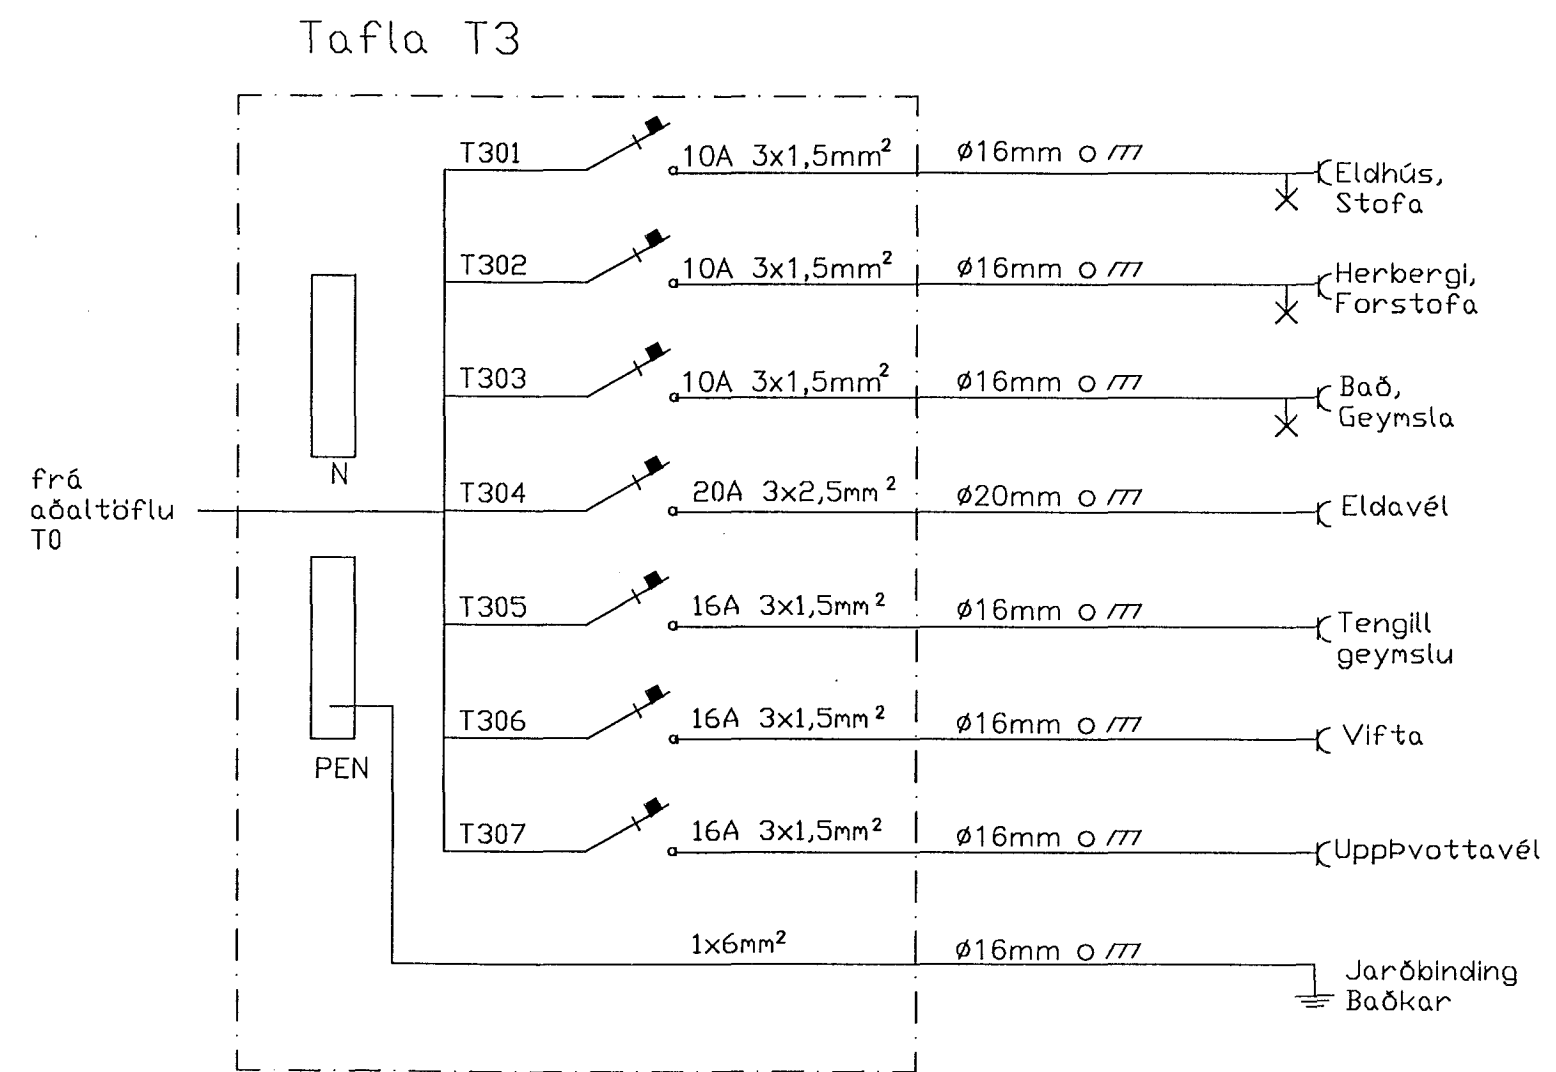 Tafla T3
T301
10A 3x1,5mm²
ø16mm
Eldhús,
Stofa
T302
10A 3x1,5mm²
ø16mm
Herbergi,
Forstofa
T303
10A 3x1,5mm²
ø16mm
Bað,
Geymsla
N
frá
aðaltöflu
T0
T304
20A 3x2,5mm²
ø20mm
Eldavél
T305
16A 3x1,5mm²
ø16mm
Tengill
geymslu
T306
16A 3x1,5mm²
ø16mm
Vifta
PEN
T307
16A 3x1,5mm²
ø16mm
UppÞvottavél
1x6mm²
ø16mm
Jarðbinding
Baðkar